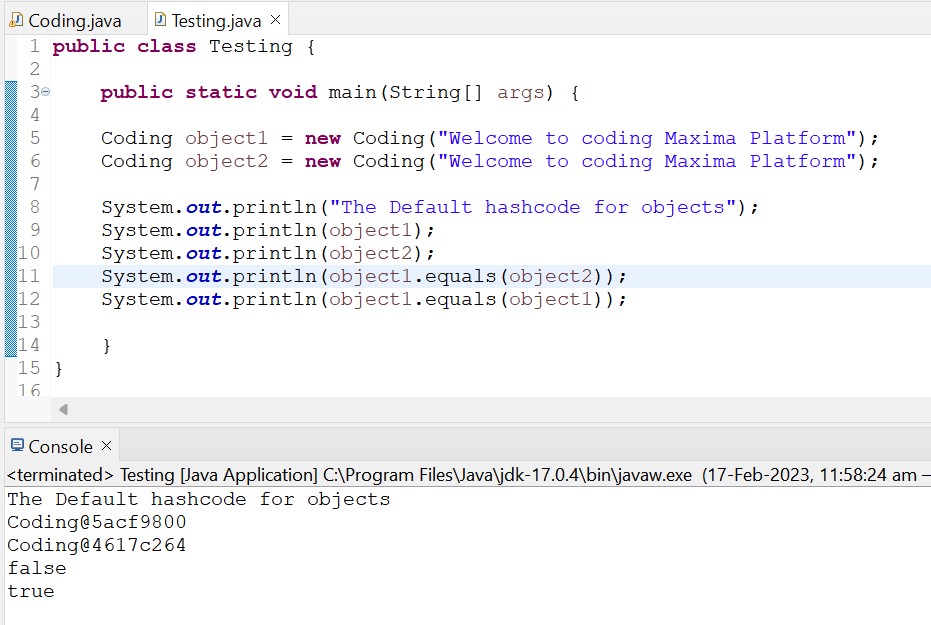 Coding.java Testing.java ×
1 public class Testing {
2
3 public static void main(String[] args) {
4
5 Coding object1 = new Coding("Welcome to coding Maxima Platform");
6 Coding object2 = new Coding("Welcome to coding Maxima Platform");
7
8 System.out.println("The Default hashcode for objects");
9 System.out.println(object1);
10 System.out.println(object2);
11 System.out.println(object1.equals(object2));
12 System.out.println(object1.equals(object1));
13
14 }
15 }
16
Console ×
<terminated> Testing [Java Application] C:\Program Files\Java\jdk-17.0.4\bin\javaw.exe (17-Feb-2023, 11:58:24 am –
The Default hashcode for objects
Coding@5acf9800
Coding@4617c264
false
true